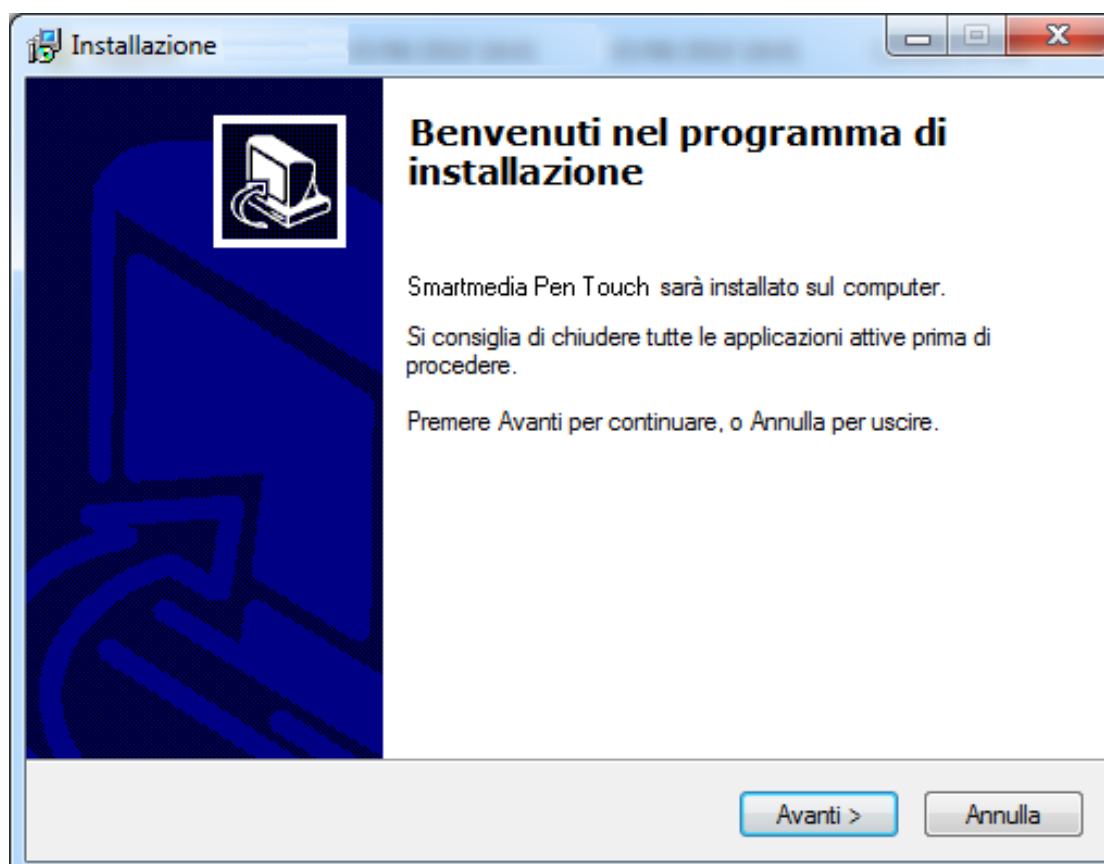 Installazione
Benvenuti nel programma di
installazione
Smartmedia Pen Touch sarà installato sul computer.
Si consiglia di chiudere tutte le applicazioni attive prima di
procedere.
Premere Avanti per continuare, o Annulla per uscire.
Avanti > Annulla